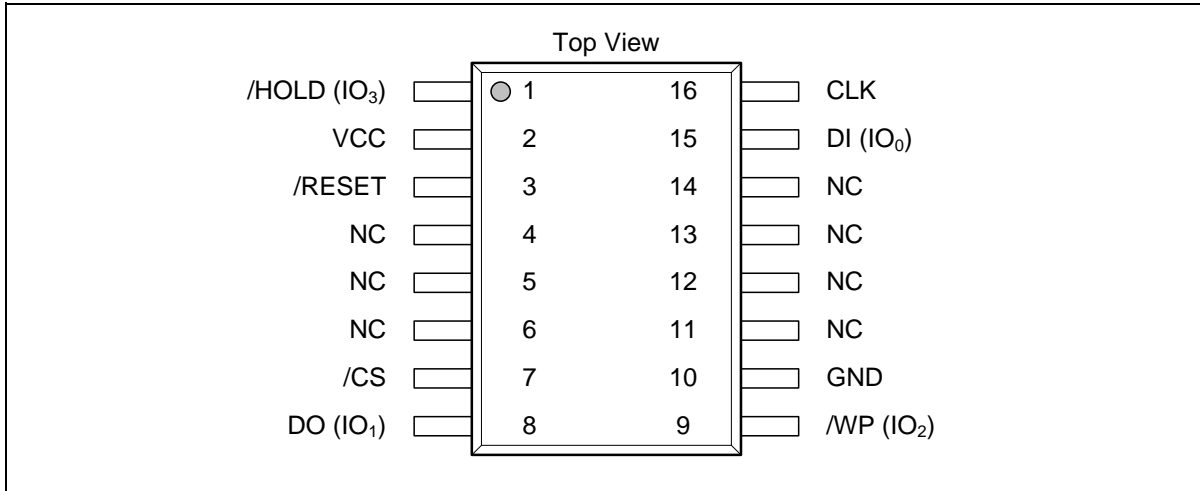 Top View
/HOLD (IO₃) 1 16 CLK
VCC 2 15 DI (IO₀)
/RESET 3 14 NC
NC 4 13 NC
NC 5 12 NC
NC 6 11 NC
/CS 7 10 GND
DO (IO₁) 8 9 /WP (IO₂)